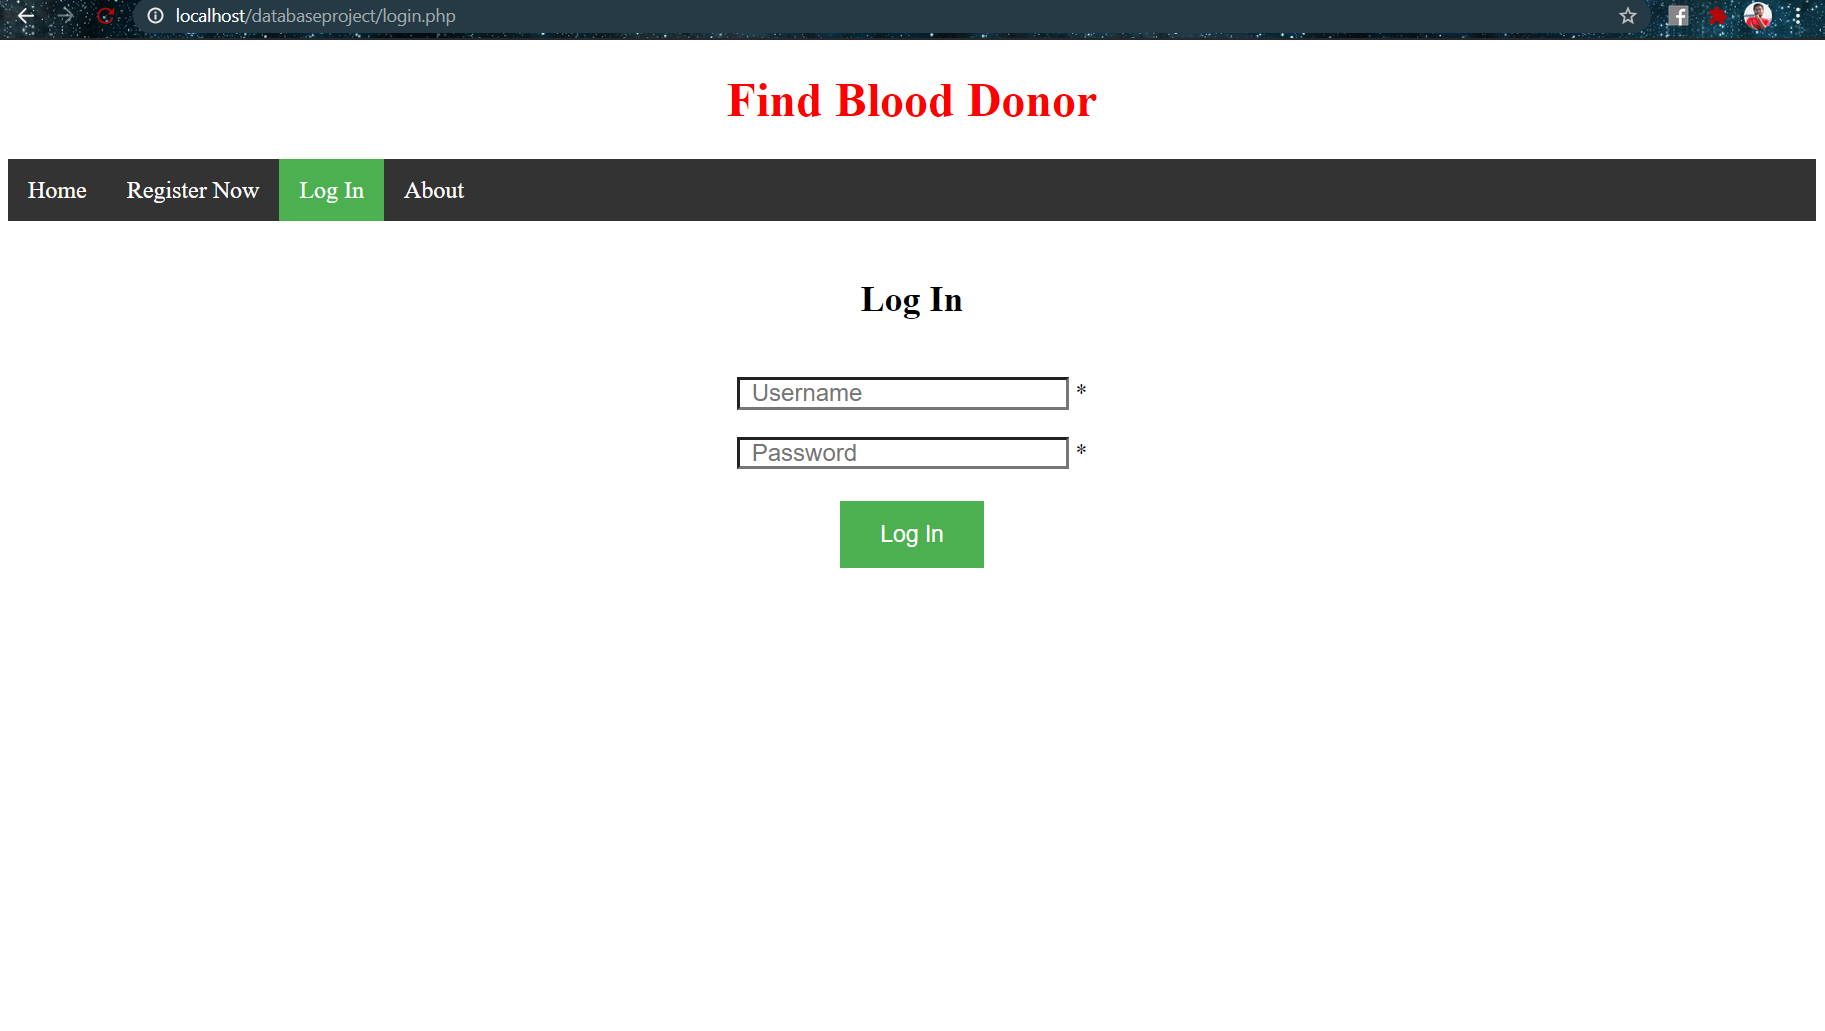 localhost/databaseproject/login.php
Find Blood Donor
Home Register Now Log In About
Log In
Username *
Password *
Log In